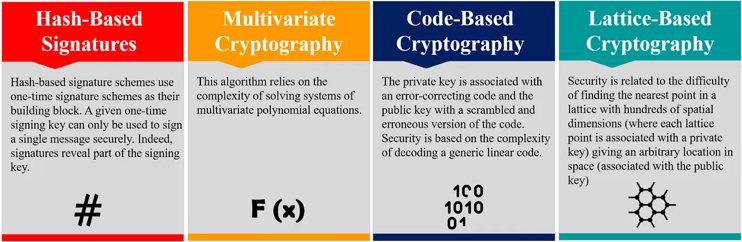 Hash-Based
Signatures
Hash-based signature schemes use
one-time signature schemes as their
building block. A given one-time
signing key can only be used to sign
a single message securely. Indeed,
signatures reveal part of the signing
key.
#
Multivariate
Cryptography
This algorithm relies on the
complexity of solving systems of
multivariate polynomial equations.
F (x)
Code-Based
Cryptography
The private key is associated with
an error-correcting code and the
public key with a scrambled and
erroneous version of the code.
Security is based on the complexity
of decoding a generic linear code.
100
1010
01
Lattice-Based
Cryptography
Security is related to the difficulty
of finding the nearest point in a
lattice with hundreds of spatial
dimensions (where each lattice
point is associated with a private
key) giving an arbitrary location in
space (associated with the public
key)